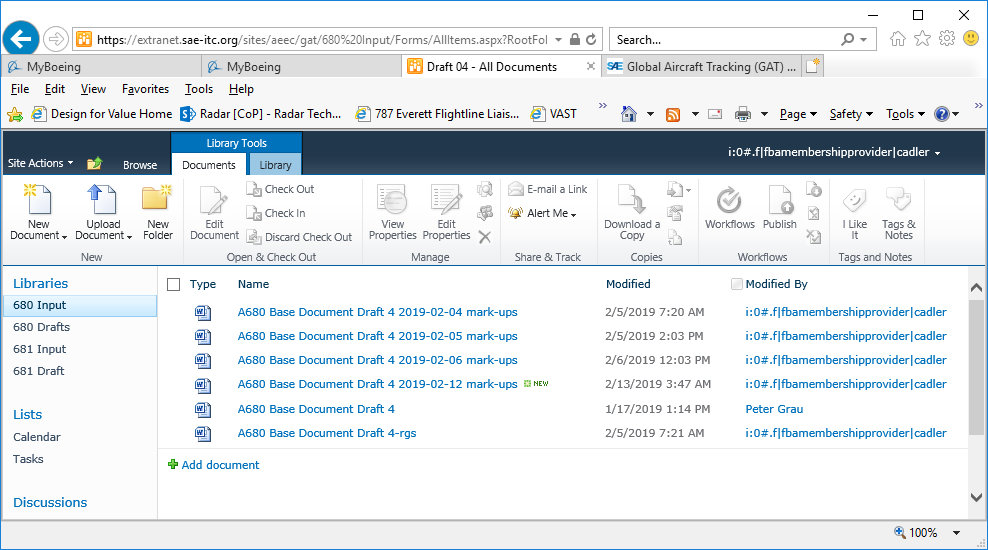 https://extranet.sae-itc.org/sites/aeec/gat/680%20Input/Forms/AllItems.aspx?RootFol
Search...
MyBoeing
MyBoeing
Draft 04 - All Documents
SAE Global Aircraft Tracking (GAT) ...
File Edit View Favorites Tools Help
Design for Value Home
Radar [CoP] - Radar Tech...
787 Everett Flightline Liais...
VAST
Page
Safety
Tools
Library Tools
Site Actions
Browse
Documents
Library
i:0#.f|fbamembershipprovider|cadler
New Document
Upload Document
New Folder
New
Edit Document
Check Out
Check In
Discard Check Out
Open & Check Out
View Properties
Edit Properties
Manage
E-mail a Link
Alert Me
Share & Track
Download a Copy
Copies
Workflows
Publish
Workflows
I Like It
Tags & Notes
Tags and Notes
Libraries
680 Input
680 Drafts
681 Input
681 Draft
Lists
Calendar
Tasks
Discussions
Type Name Modified Modified By
A680 Base Document Draft 4 2019-02-04 mark-ups 2/5/2019 7:20 AM i:0#.f|fbamembershipprovider|cadler
A680 Base Document Draft 4 2019-02-05 mark-ups 2/5/2019 2:03 PM i:0#.f|fbamembershipprovider|cadler
A680 Base Document Draft 4 2019-02-06 mark-ups 2/6/2019 12:03 PM i:0#.f|fbamembershipprovider|cadler
A680 Base Document Draft 4 2019-02-12 mark-ups NEW 2/13/2019 3:47 AM i:0#.f|fbamembershipprovider|cadler
A680 Base Document Draft 4 1/17/2019 1:14 PM Peter Grau
A680 Base Document Draft 4-rgs 2/5/2019 7:21 AM i:0#.f|fbamembershipprovider|cadler
Add document
100%